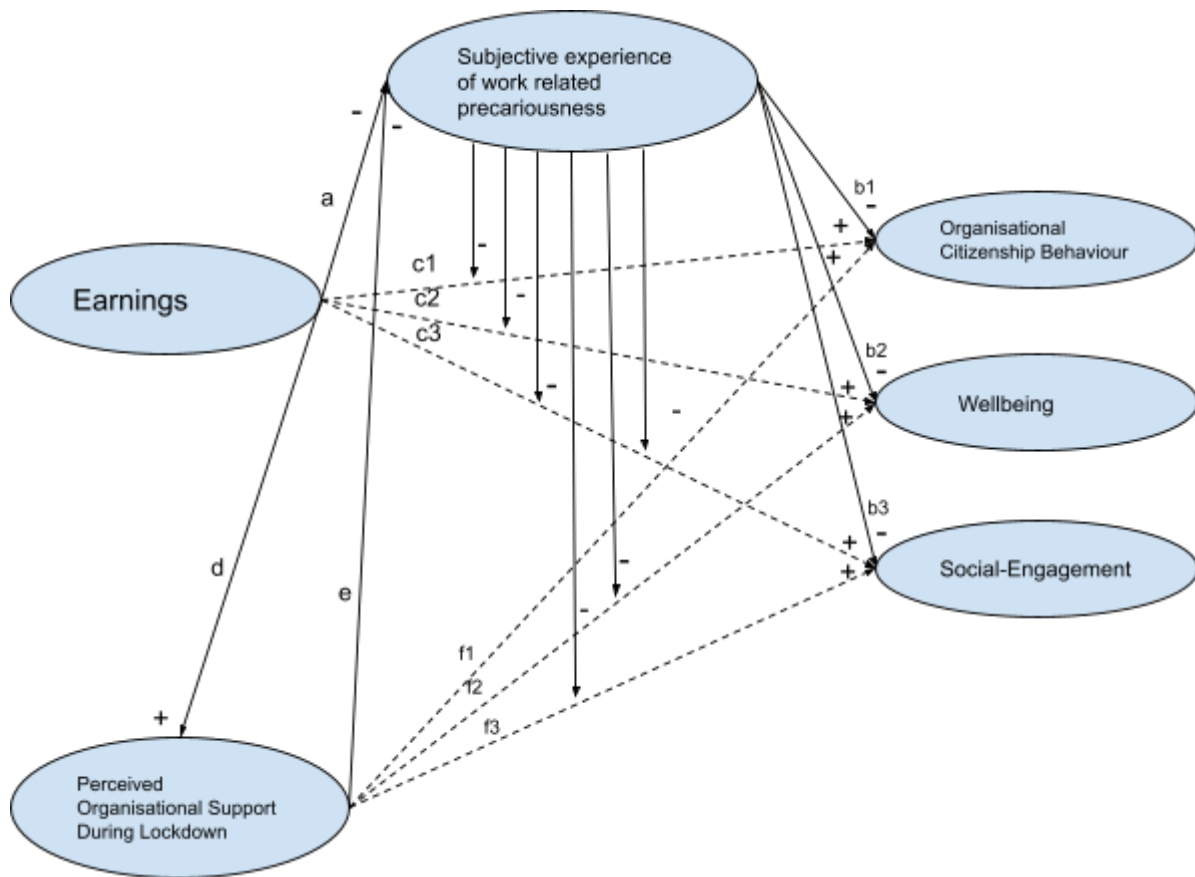 Subjective experience
of work related
precariousness
-
-
a
b1
-
+
+
Organisational
Citizenship Behaviour
Earnings
-
c1
c2
-
c3
-
-
b2
-
+
+
Wellbeing
b3
-
+
+
Social-Engagement
d
e
-
-
f1
f2
f3
+
Perceived
Organisational Support
During Lockdown